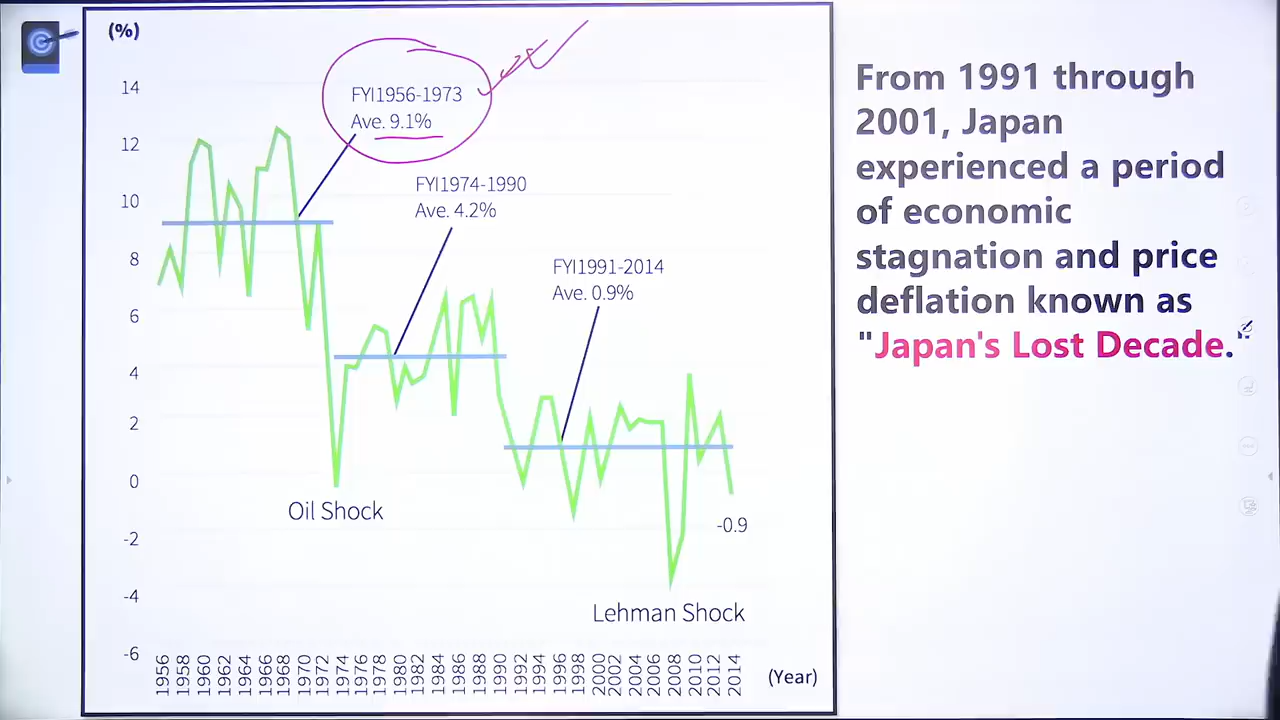 (%)
14
12
10
8
6
4
2
0
-2
-4
-6
FYI1956-1973
Ave. 9.1%
FYI1974-1990
Ave. 4.2%
FYI1991-2014
Ave. 0.9%
Oil Shock
-0.9
Lehman Shock
1956 1958 1960 1962 1964 1966 1968 1970 1972 1974 1976 1978 1980 1982 1984 1986 1988 1990 1992 1994 1996 1998 2000 2002 2004 2006 2008 2010 2012 2014
(Year)
From 1991 through
2001, Japan
experienced a period
of economic
stagnation and price
deflation known as
"Japan's Lost Decade."